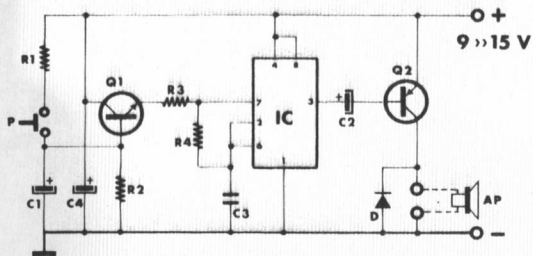 +
9 ›› 15 V
R1
Q1
Q2
R3
4
8
P
+
7
3
+
R4
2
IC
C2
6
+
+
1
C1
C4
R2
C3
D
AP
-